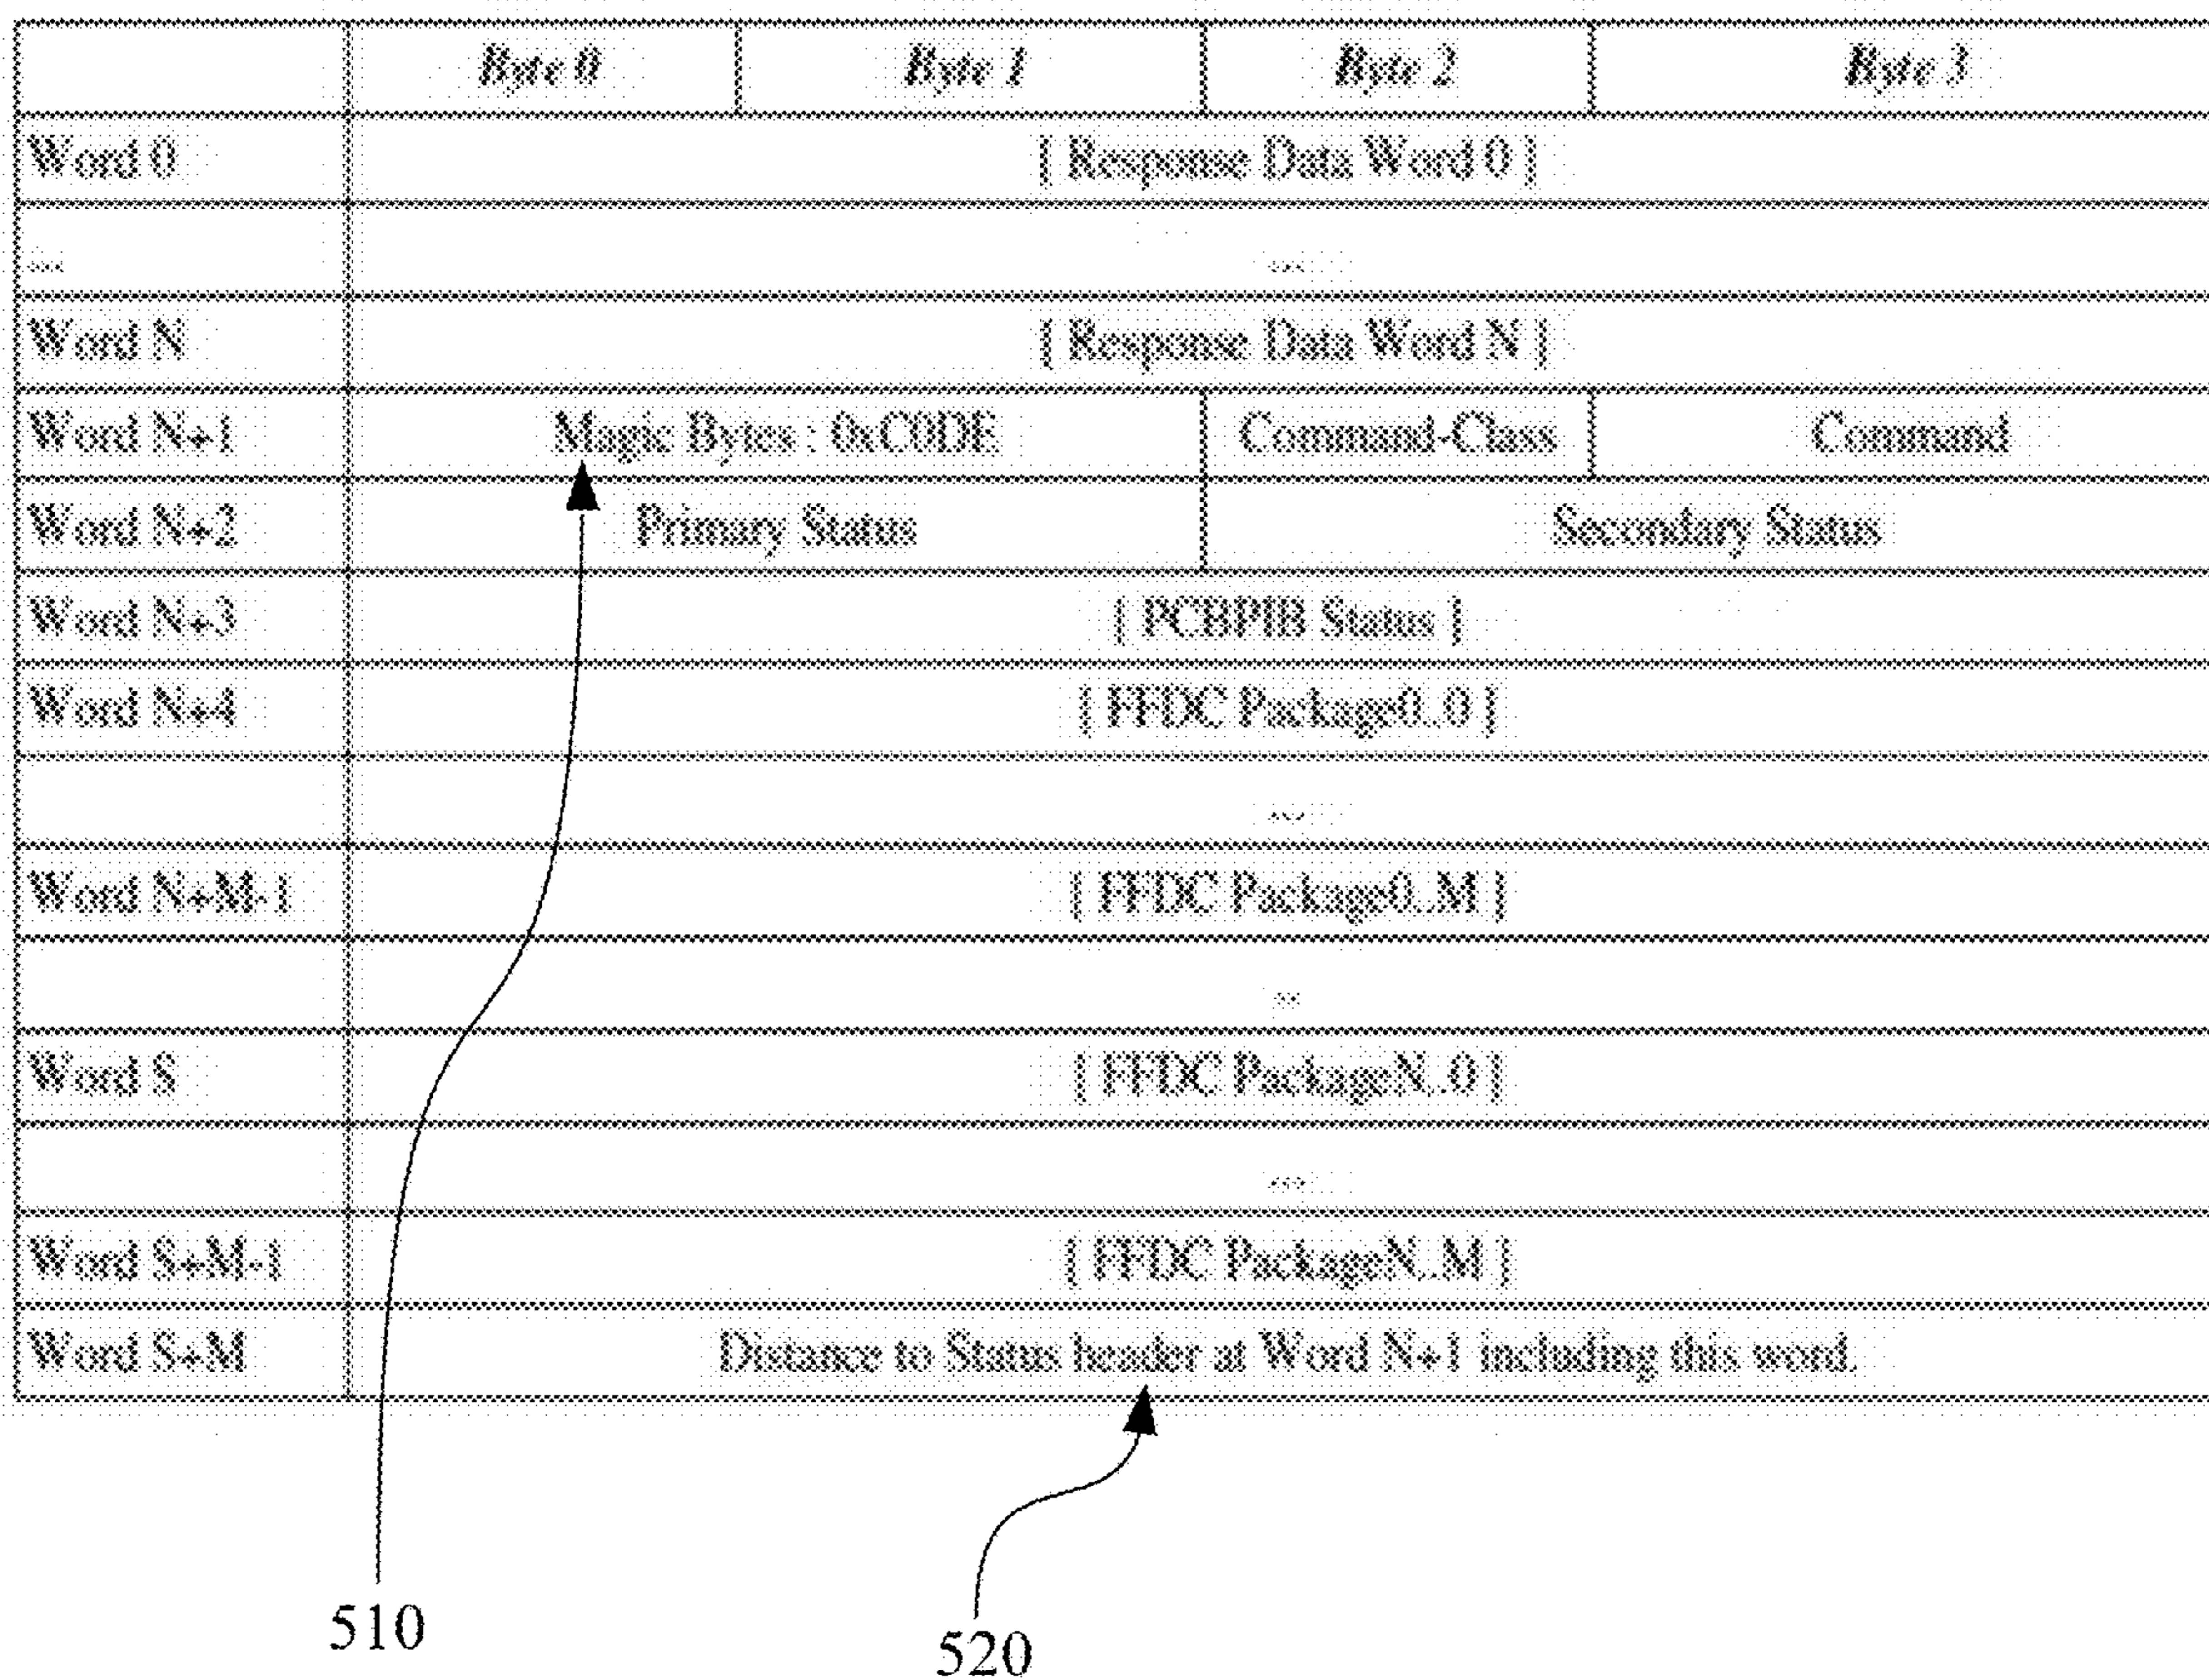 Byte 0 Byte 1 Byte 2 Byte 3
Word 0 [ Response Data Word 0 ]
... ...
Word N [ Response Data Word N ]
Word N+1 Magic Bytes : 0xC0DE Command-Class Command
Word N+2 Primary Status Secondary Status
Word N+3 [ PCBPIB Status ]
Word N+4 [ FFDC Package0..0 ]
...
Word N+M-1 [ FFDC Package0..M ]
..
Word S [ FFDC PackageN..0 ]
...
Word S+M-1 [ FFDC PackageN..M ]
Word S+M Distance to Status header at Word N+1 including this word.
510
520